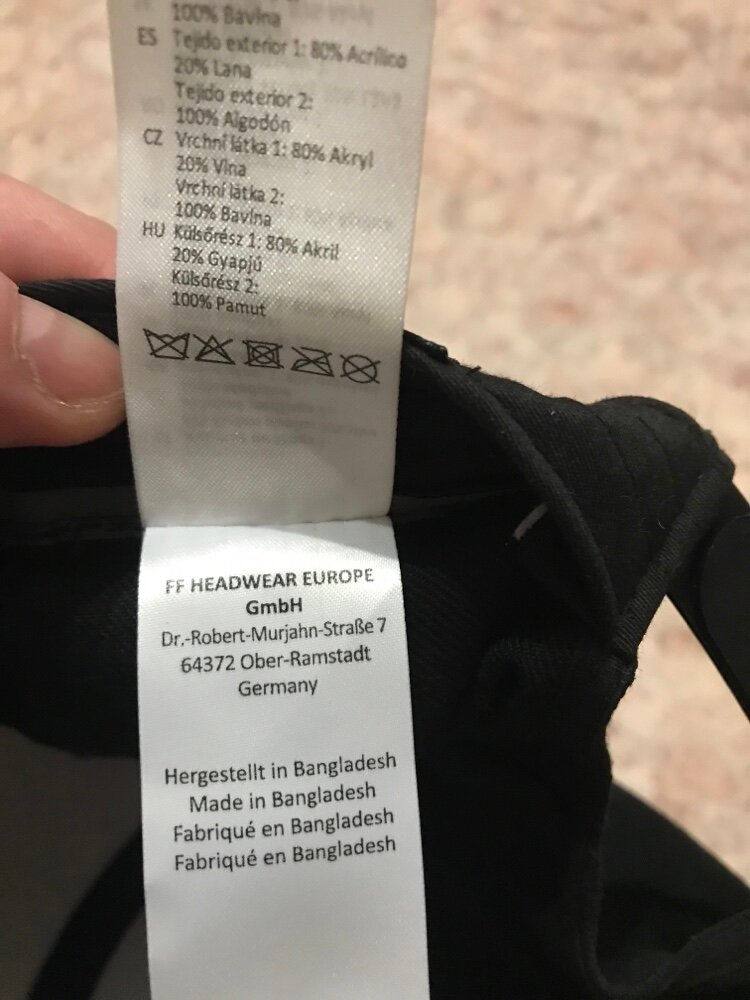 100% Bavlna
ES Tejido exterior 1: 80% Acrílico
20% Lana
Tejido exterior 2:
100% Algodón
CZ Vrchní látka 1: 80% Akryl
20% Vlna
Vrchní látka 2:
100% Bavlna
HU Külsőrész 1: 80% Akril
20% Gyapjú
Külsőrész 2:
100% Pamut
FF HEADWEAR EUROPE
GmbH
Dr.-Robert-Murjahn-Straße 7
64372 Ober-Ramstadt
Germany
Hergestellt in Bangladesh
Made in Bangladesh
Fabriqué en Bangladesh
Fabriqué en Bangladesh